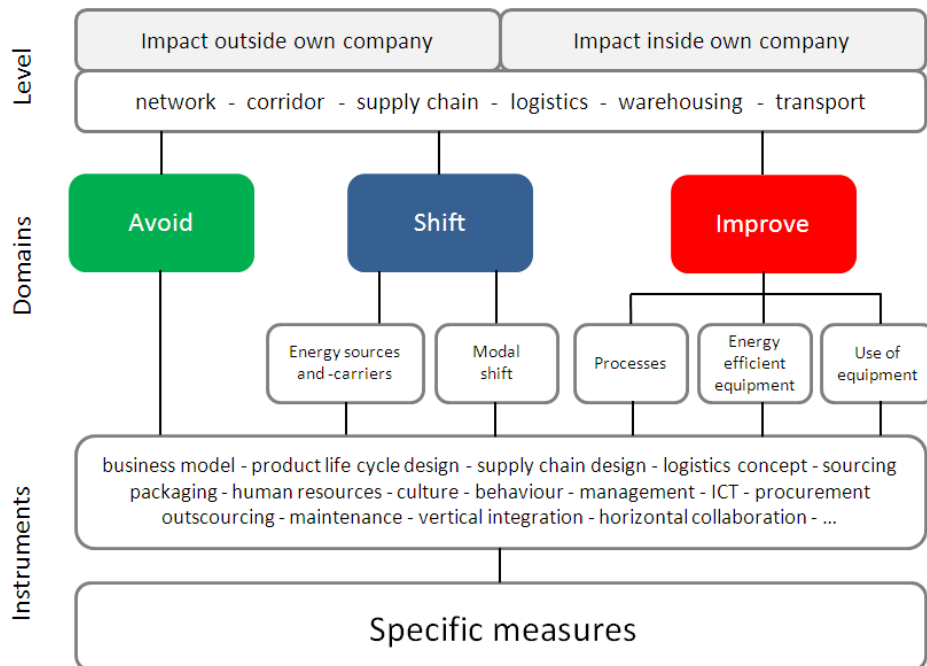 Level
Impact outside own company
Impact inside own company
network - corridor - supply chain - logistics - warehousing - transport
Domains
Avoid
Shift
Improve
Energy sources
and -carriers
Modal
shift
Processes
Energy
efficient
equipment
Use of
equipment
Instruments
business model - product life cycle design - supply chain design - logistics concept - sourcing
packaging - human resources - culture - behaviour - management - ICT - procurement
outscourcing - maintenance - vertical integration - horizontal collaboration - ...
Specific measures